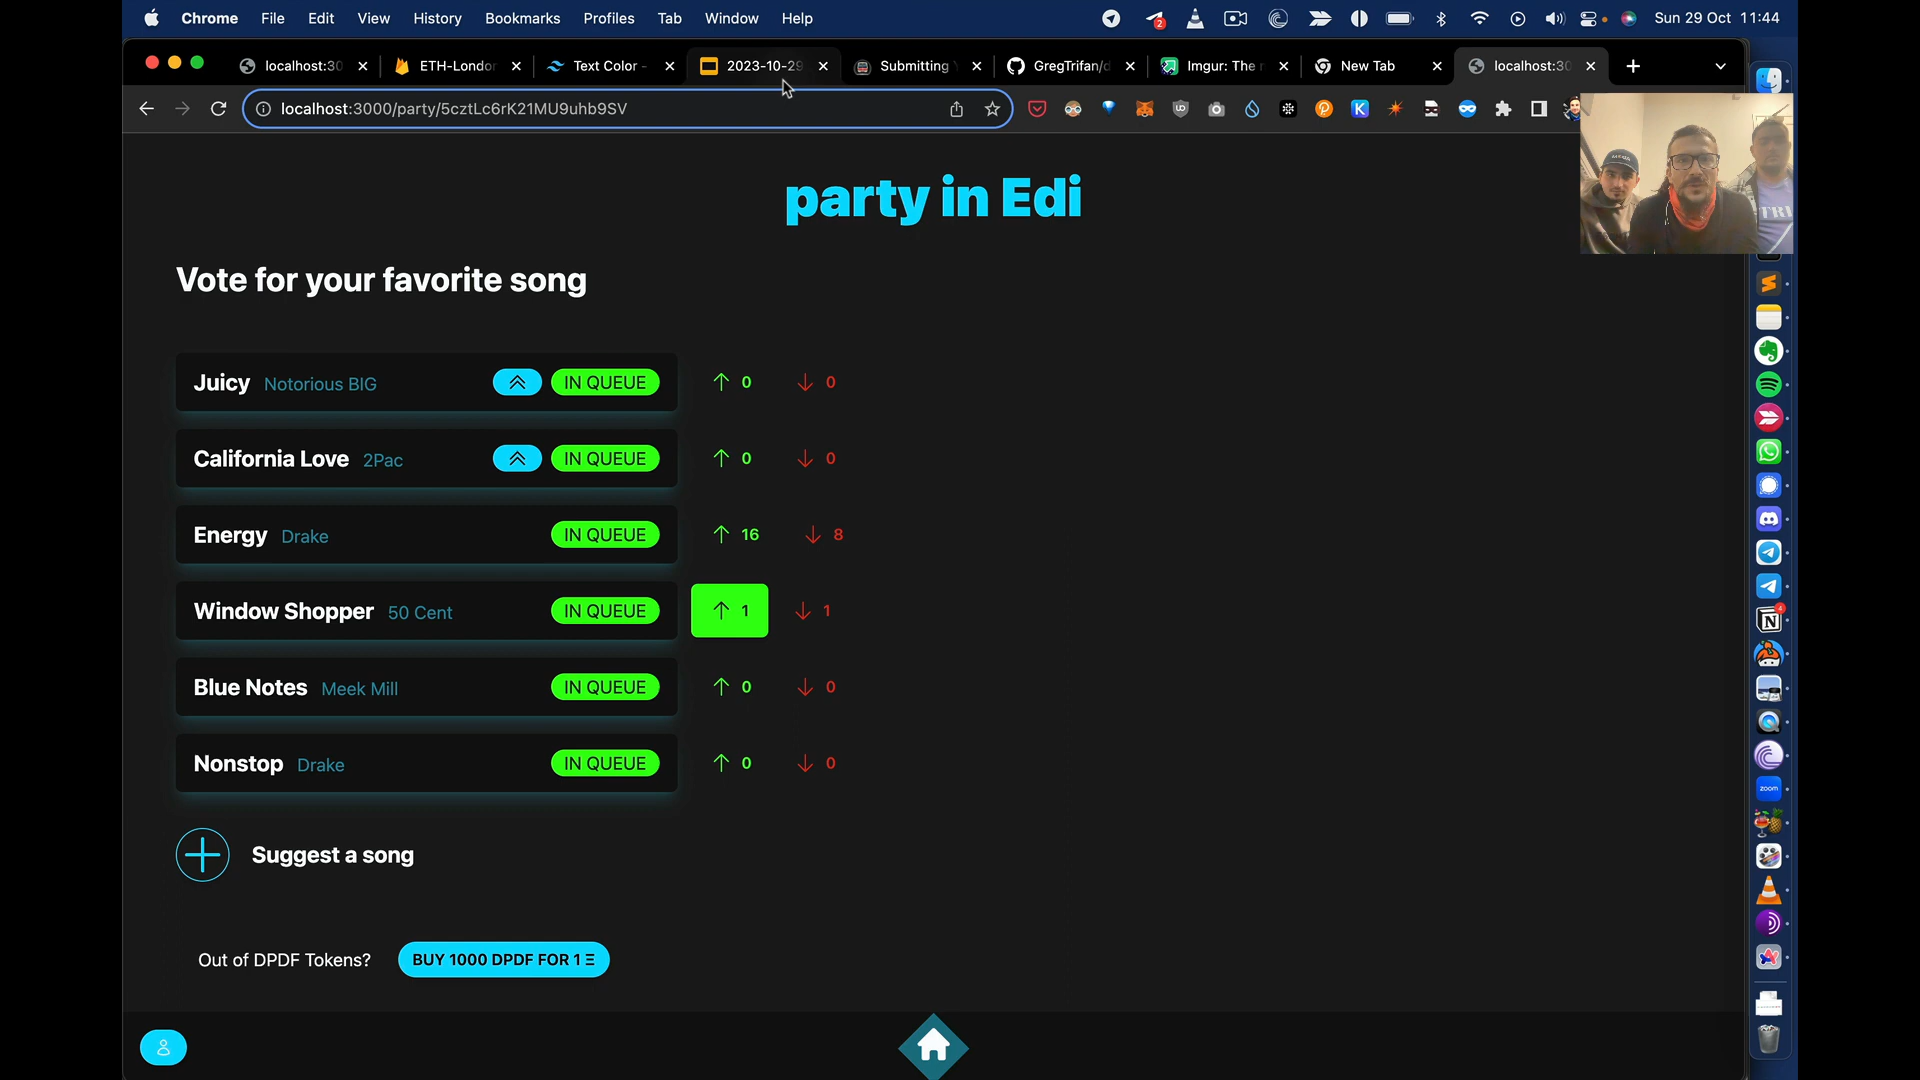 Chrome File Edit View History Bookmarks Profiles Tab Window Help 2 Sun 29 Oct 11:44
localhost:30 ETH-London Text Color - 2023-10-29 Submitting GregTrifan/d Imgur: The New Tab localhost:30
localhost:3000/party/5cztLc6rK21MU9uhb9SV
party in Edi
Vote for your favorite song
Juicy Notorious BIG IN QUEUE 0 0
California Love 2Pac IN QUEUE 0 0
Energy Drake IN QUEUE 16 8
Window Shopper 50 Cent IN QUEUE 1 1
Blue Notes Meek Mill IN QUEUE 0 0
Nonstop Drake IN QUEUE 0 0
Suggest a song
Out of DPDF Tokens? BUY 1000 DPDF FOR 1 Ξ
zoom